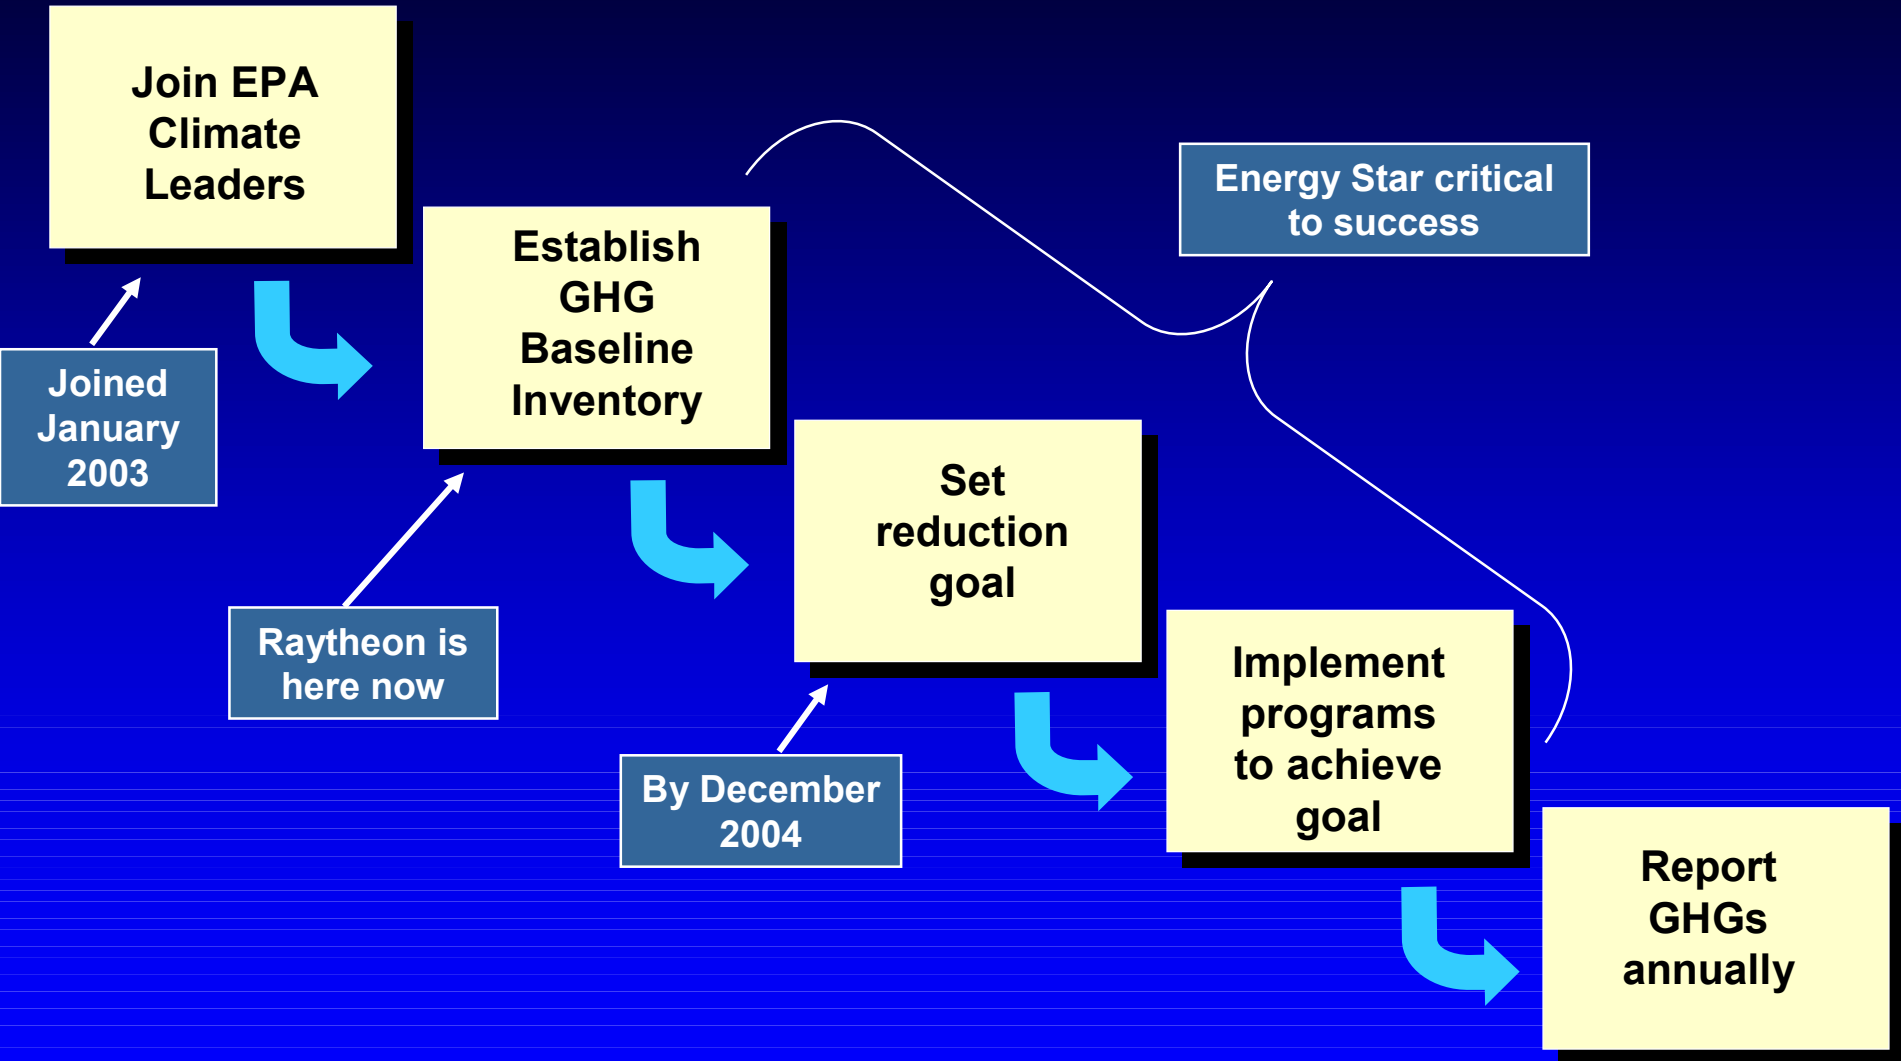 Join EPA
Climate
Leaders
Energy Star critical
to success
Establish
GHG
Baseline
Inventory
Joined
January
2003
Set
reduction
goal
Raytheon is
here now
Implement
programs
to achieve
goal
By December
2004
Report
GHGs
annually